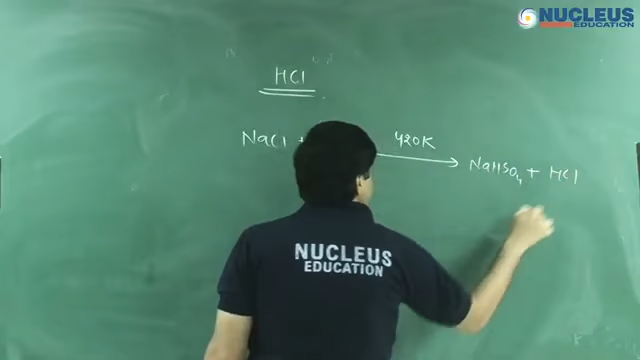 NUCLEUS
EDUCATION
HCl
NaCl +
420K
NaHSO4 + HCl
NUCLEUS
EDUCATION